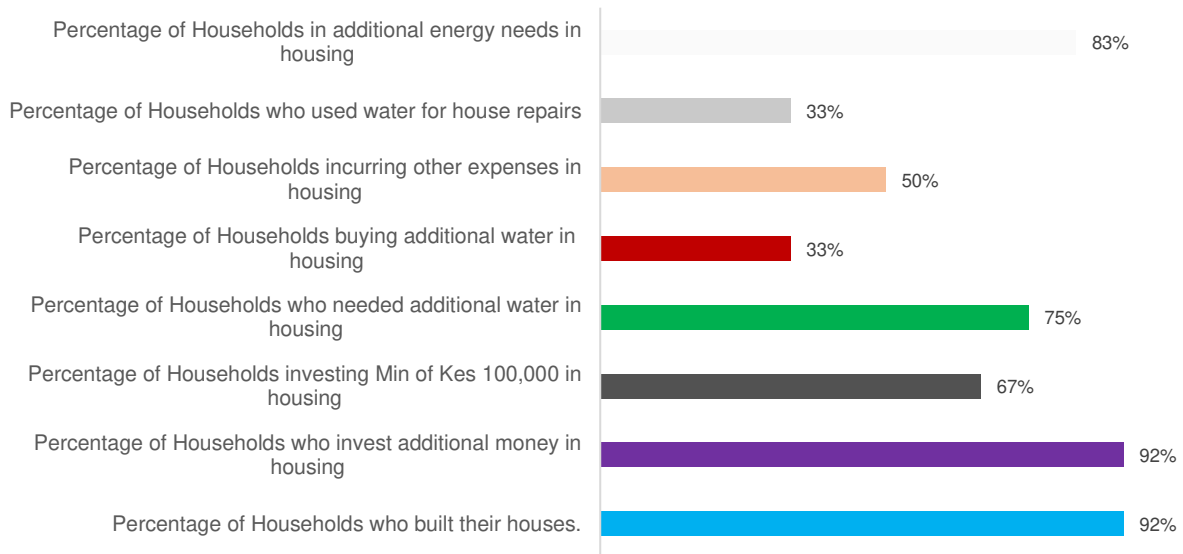 Percentage of Households in additional energy needs in
housing
83%
Percentage of Households who used water for house repairs
33%
Percentage of Households incurring other expenses in
housing
50%
Percentage of Households buying additional water in
housing
33%
Percentage of Households who needed additional water in
housing
75%
Percentage of Households investing Min of Kes 100,000 in
housing
67%
Percentage of Households who invest additional money in
housing
92%
Percentage of Households who built their houses.
92%